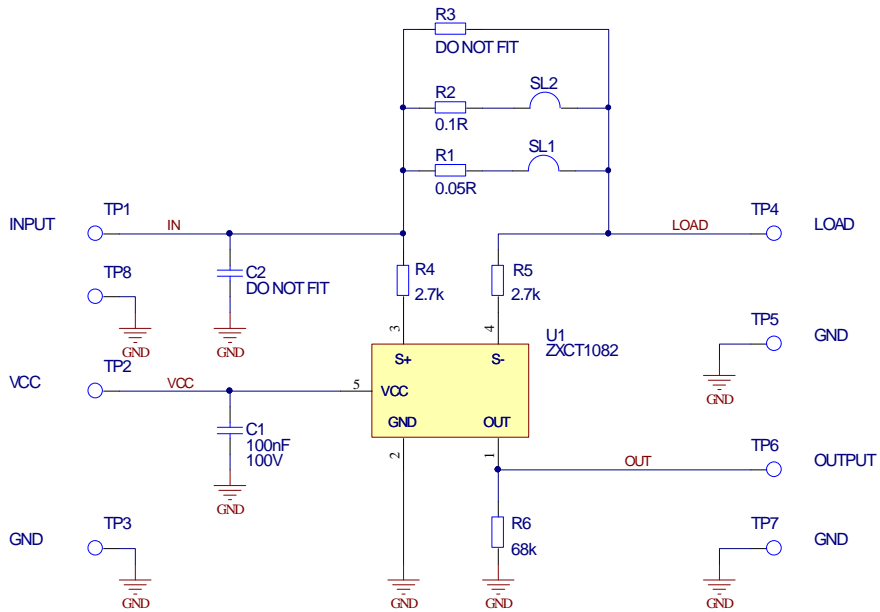 R3
DO NOT FIT
R2
0.1R
SL2
R1
0.05R
SL1
INPUT
TP1
IN
LOAD
TP4
LOAD
TP8
GND
C2
DO NOT FIT
R4
2.7k
R5
2.7k
3
4
U1
ZXCT1082
TP5
GND
GND
S+
S-
VCC
GND
OUT
VCC
TP2
VCC
5
C1
100nF
100V
GND
2
1
OUT
TP6
OUTPUT
R6
68k
GND
TP3
GND
GND
GND
TP7
GND
GND